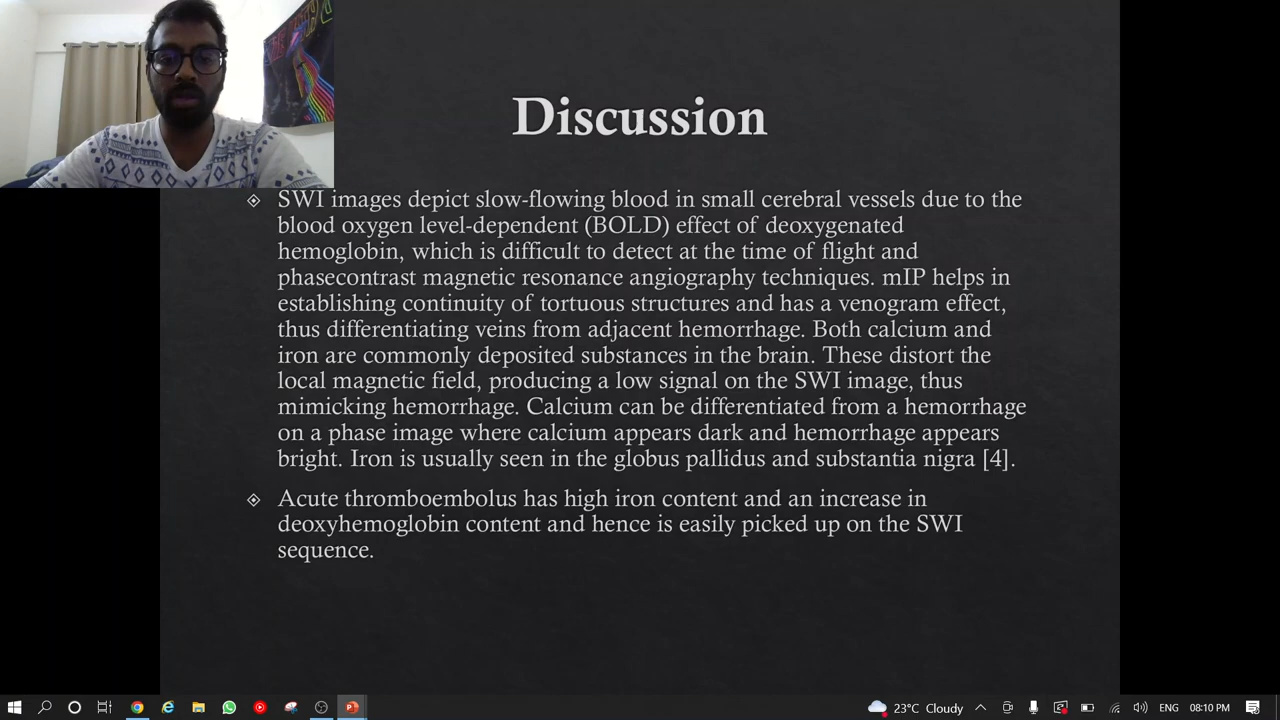 Discussion
SWI images depict slow-flowing blood in small cerebral vessels due to the
blood oxygen level-dependent (BOLD) effect of deoxygenated
hemoglobin, which is difficult to detect at the time of flight and
phasecontrast magnetic resonance angiography techniques. mIP helps in
establishing continuity of tortuous structures and has a venogram effect,
thus differentiating veins from adjacent hemorrhage. Both calcium and
iron are commonly deposited substances in the brain. These distort the
local magnetic field, producing a low signal on the SWI image, thus
mimicking hemorrhage. Calcium can be differentiated from a hemorrhage
on a phase image where calcium appears dark and hemorrhage appears
bright. Iron is usually seen in the globus pallidus and substantia nigra [4].
Acute thromboembolus has high iron content and an increase in
deoxyhemoglobin content and hence is easily picked up on the SWI
sequence.
23°C Cloudy ENG 08:10 PM